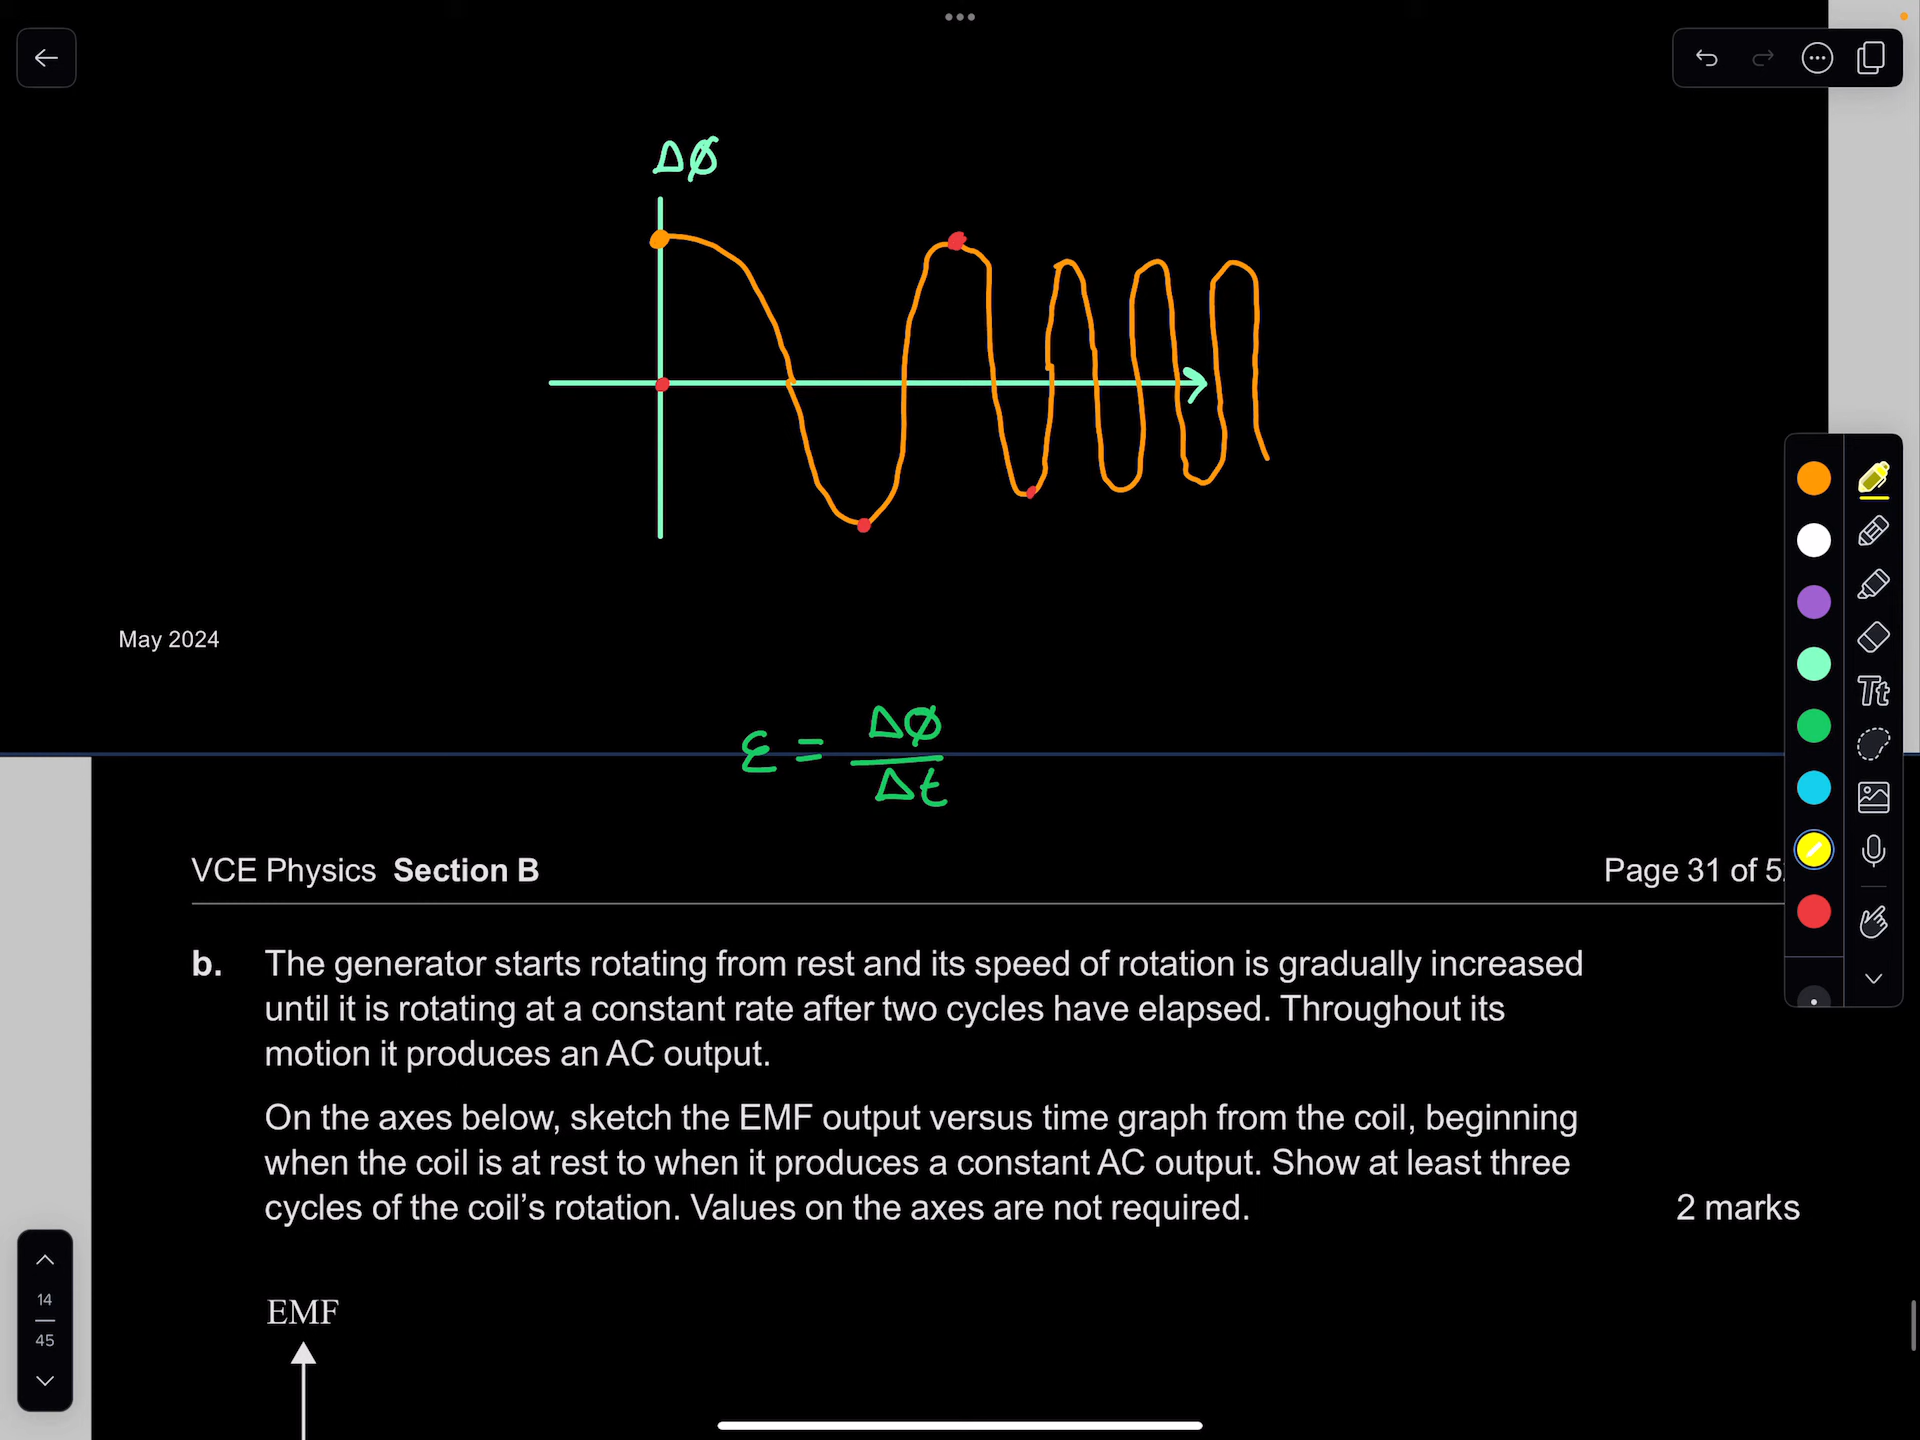 Δø
May 2024
ε = Δø
Δt
VCE Physics Section B
Page 31 of 5
b. The generator starts rotating from rest and its speed of rotation is gradually increased
until it is rotating at a constant rate after two cycles have elapsed. Throughout its
motion it produces an AC output.
On the axes below, sketch the EMF output versus time graph from the coil, beginning
when the coil is at rest to when it produces a constant AC output. Show at least three
cycles of the coil’s rotation. Values on the axes are not required.
2 marks
EMF
Tt
14
45